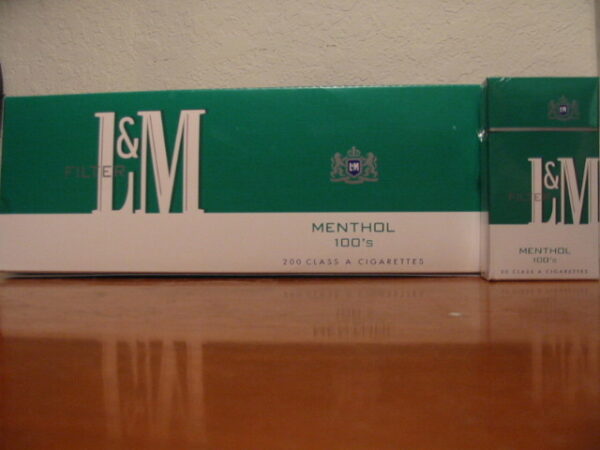 L&M
FILTER
L&M
MENTHOL
100's
200 CLASS A CIGARETTES
L&M
FILTER
MENTHOL
100's
20 CLASS A CIGARETTES